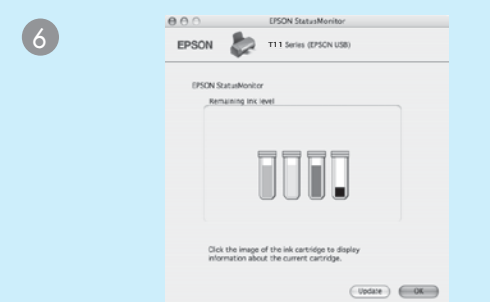 6
EPSON StatusMonitor
EPSON
T11 Series (EPSON USB)
EPSON StatusMonitor
Remaining ink level
Click the image of the ink cartridge to display
information about the current cartridge.
Update
OK